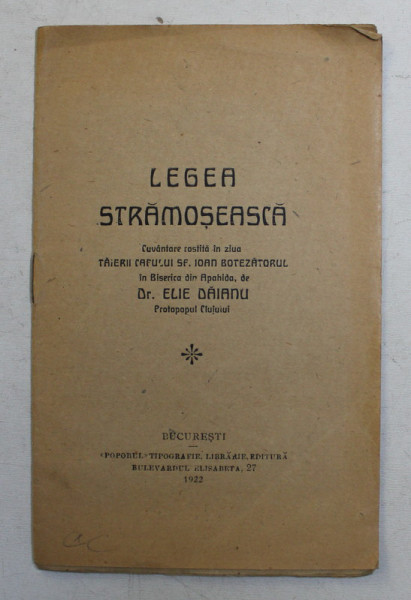 LEGEA
STRĂMOȘEASCĂ
Cuvântare rostită în ziua
TĂIERII CAPULUI SF. IOAN BOTEZĂTORUL
în Biserica din Apahida, de
Dr. ELIE DĂIANU
Protopopul Clujului
BUCUREȘTI
«POPORUL» TIPOGRAFIE, LIBRĂRIE, EDITURĂ
BULEVARDUL ELISABETA, 27
1922